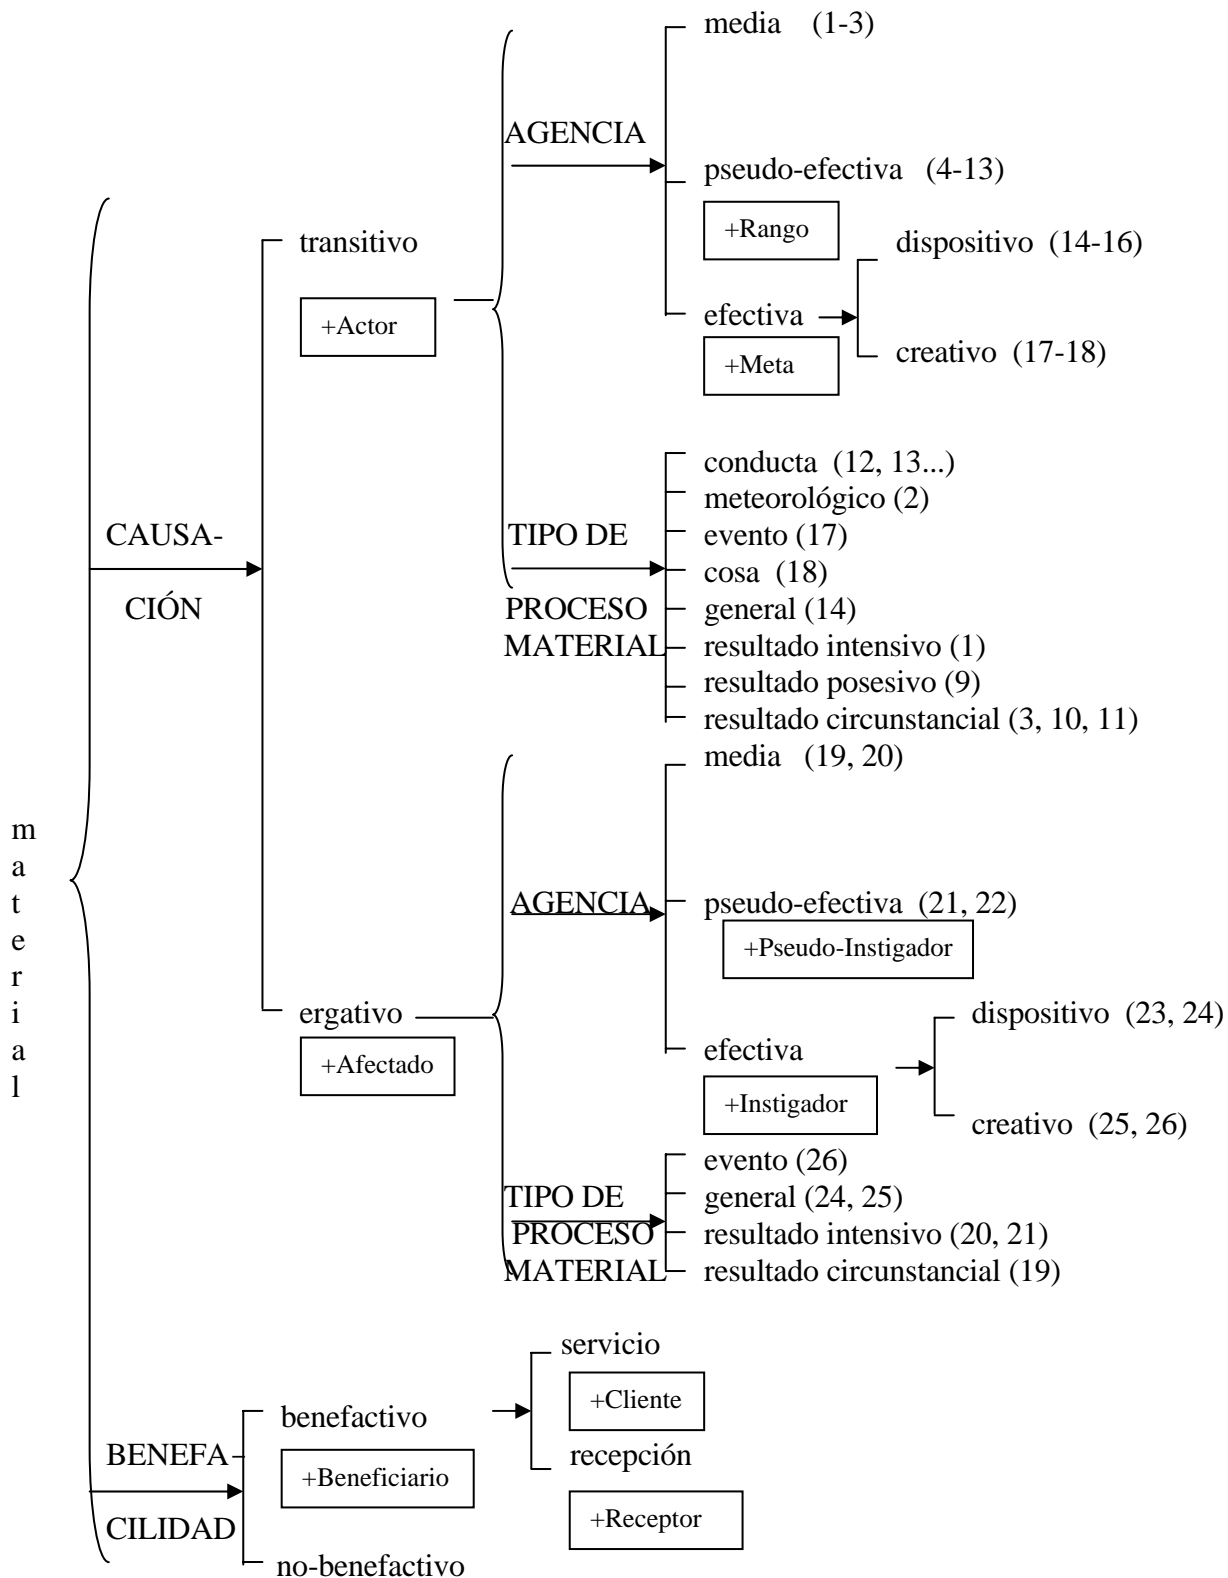 media (1-3)
AGENCIA
pseudo-efectiva (4-13)
+Rango
transitivo
dispositivo (14-16)
+Actor
efectiva
+Meta
creativo (17-18)
conducta (12, 13...)
meteorológico (2)
CAUSA-
TIPO DE
evento (17)
cosa (18)
CIÓN
PROCESO
general (14)
MATERIAL
resultado intensivo (1)
resultado posesivo (9)
resultado circunstancial (3, 10, 11)
media (19, 20)
material
AGENCIA
pseudo-efectiva (21, 22)
+Pseudo-Instigador
ergativo
dispositivo (23, 24)
+Afectado
efectiva
+Instigador
creativo (25, 26)
evento (26)
TIPO DE
general (24, 25)
PROCESO
resultado intensivo (20, 21)
MATERIAL
resultado circunstancial (19)
servicio
+Cliente
benefactivo
BENEFA-
recepción
+Beneficiario
+Receptor
CILIDAD
no-benefactivo